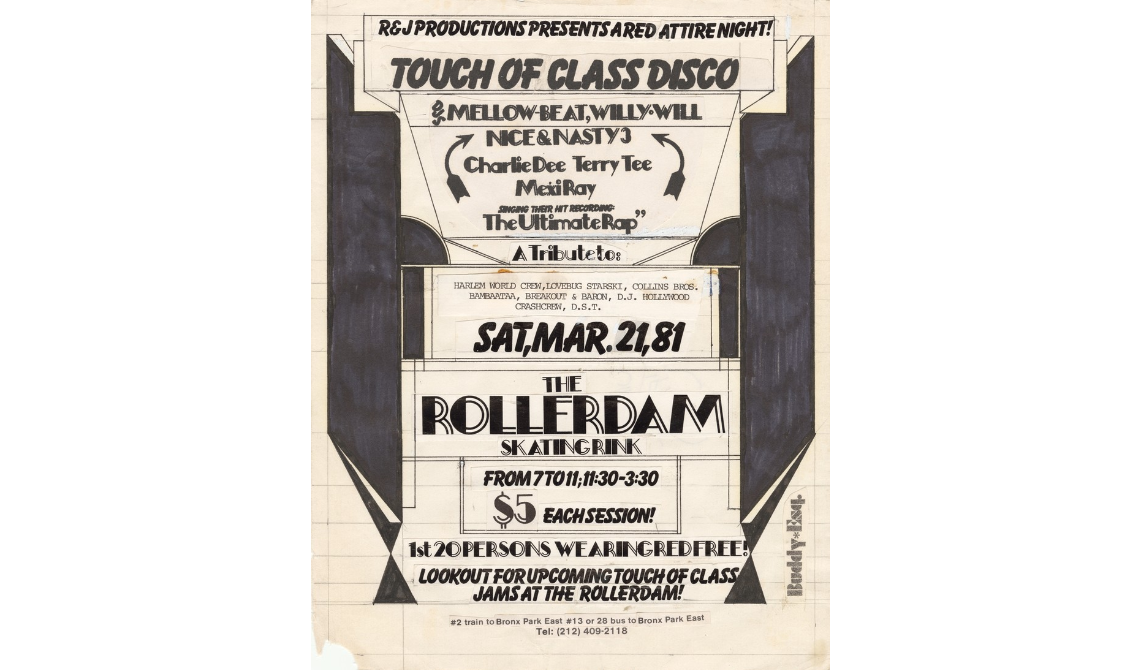 R&J PRODUCTIONS PRESENTS A RED ATTIRE NIGHT!
TOUCH OF CLASS DISCO
MELLOW-BEAT, WILLY·WILL
NICE & NASTY 3
Charlie Dee Terry Tee
Mexi Ray
SINGING THEIR HIT RECORDING:
The Ultimate Rap"
A Tribute to:
HARLEM WORLD CREW, LOVEBUG STARSKI, COLLINS BROS.
BAMBAATAA, BREAKOUT & BARON, D.J. HOLLYWOOD
CRASHCREW, D.S.T.
SAT, MAR. 21, 81
THE
ROLLERDAM
SKATING RINK
FROM 7 TO 11; 11:30-3:30
$5 EACH SESSION!
1st 20 PERSONS WEARING RED FREE!
LOOKOUT FOR UPCOMING TOUCH OF CLASS
JAMS AT THE ROLLERDAM!
#2 train to Bronx Park East #13 or 28 bus to Bronx Park East
Tel: (212) 409-2118
Buddy*Esq.